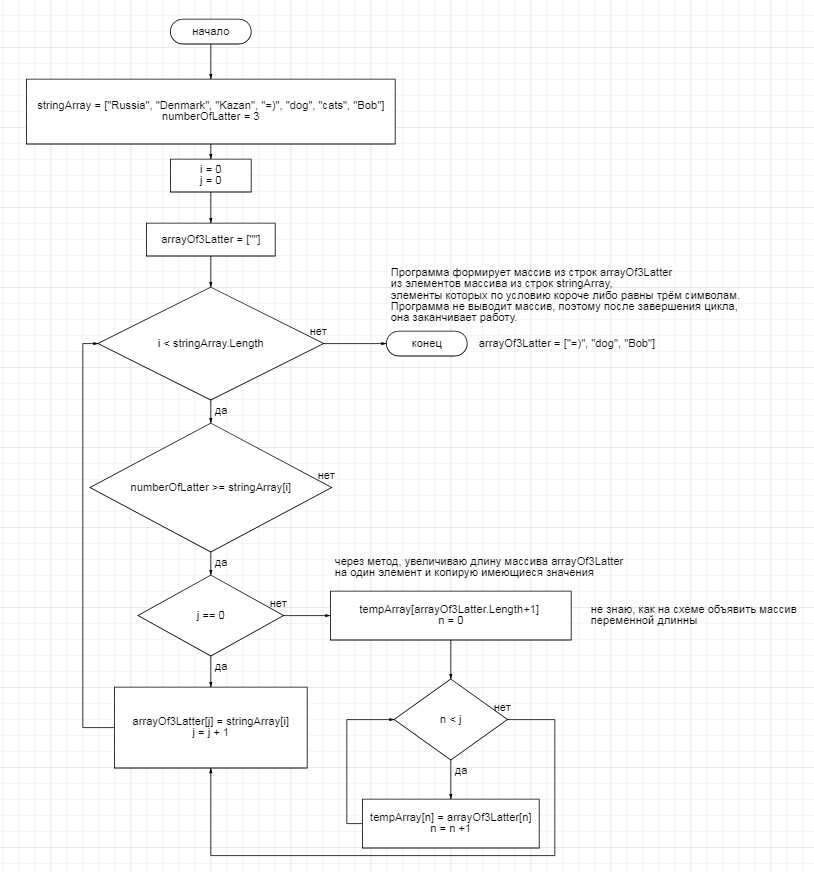 начало
stringArray = ["Russia", "Denmark", "Kazan", "=)", "dog", "cats", "Bob"]
numberOfLatter = 3
i = 0
j = 0
arrayOf3Latter = [""]
Программа формирует массив из строк arrayOf3Latter
из элементов массива из строк stringArray,
элементы которых по условию короче либо равны трём символам.
Программа не выводит массив, поэтому после завершения цикла,
она заканчивает работу.
i < stringArray.Length
нет
конец
arrayOf3Latter = ["=)", "dog", "Bob"]
да
numberOfLatter >= stringArray[i]
нет
да
через метод, увеличиваю длину массива arrayOf3Latter
на один элемент и копирую имеющиеся значения
j == 0
нет
tempArray[arrayOf3Latter.Length+1]
n = 0
не знаю, как на схеме объявить массив
переменной длинны
да
arrayOf3Latter[j] = stringArray[i]
j = j + 1
n < j
нет
да
tempArray[n] = arrayOf3Latter[n]
n = n +1